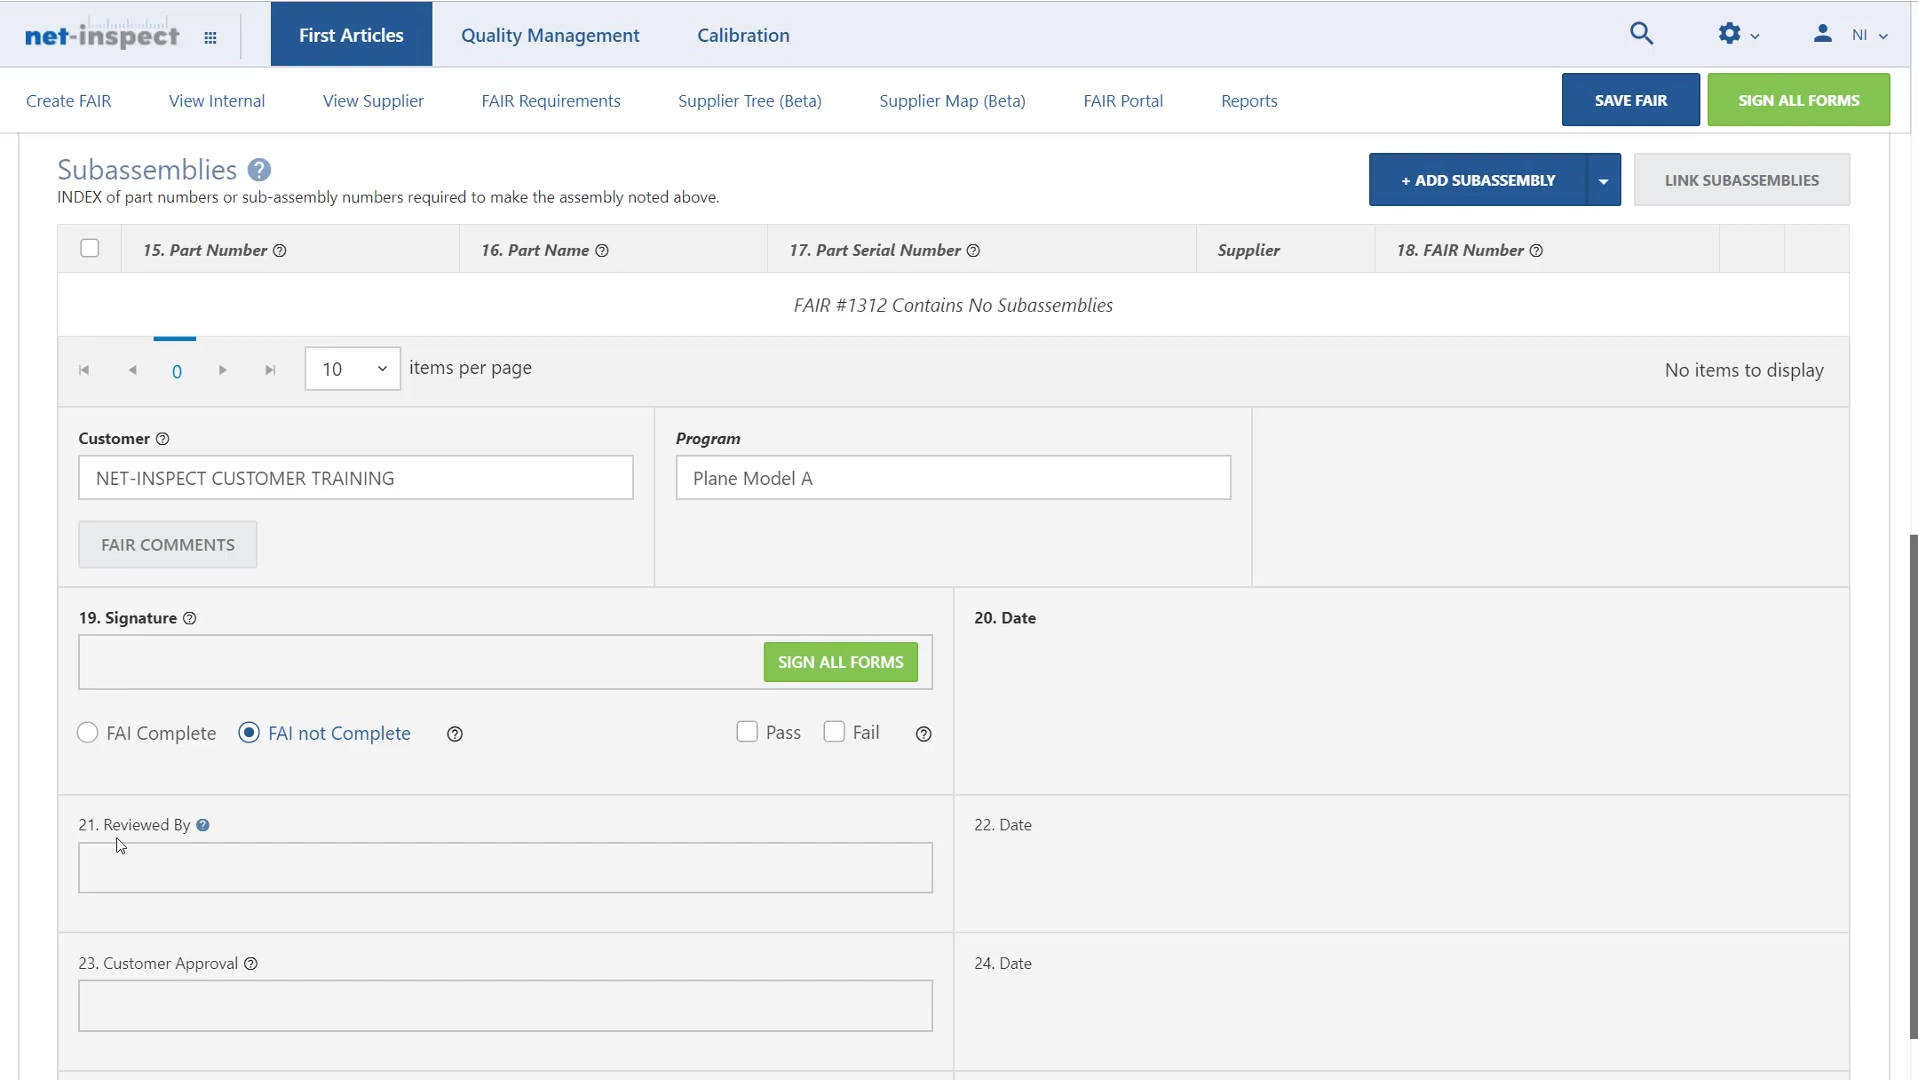 net-inspect
First Articles
Quality Management
Calibration
NI
Create FAIR
View Internal
View Supplier
FAIR Requirements
Supplier Tree (Beta)
Supplier Map (Beta)
FAIR Portal
Reports
SAVE FAIR
SIGN ALL FORMS
Subassemblies ?
INDEX of part numbers or sub-assembly numbers required to make the assembly noted above.
+ ADD SUBASSEMBLY
LINK SUBASSEMBLIES
15. Part Number ?
16. Part Name ?
17. Part Serial Number ?
Supplier
18. FAIR Number ?
FAIR #1312 Contains No Subassemblies
0
10
items per page
No items to display
Customer ?
NET-INSPECT CUSTOMER TRAINING
FAIR COMMENTS
Program
Plane Model A
19. Signature ?
SIGN ALL FORMS
FAI Complete
FAI not Complete
?
Pass
Fail
?
20. Date
21. Reviewed By ?
22. Date
23. Customer Approval ?
24. Date